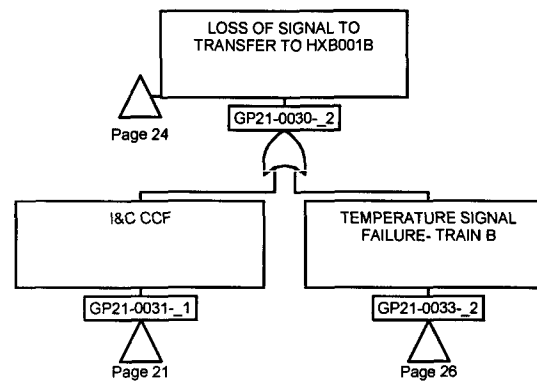 LOSS OF SIGNAL TO
TRANSFER TO HXB001B
Page 24
GP21-0030-_2
I&C CCF
TEMPERATURE SIGNAL
FAILURE- TRAIN B
GP21-0031-_1
GP21-0033-_2
Page 21
Page 26